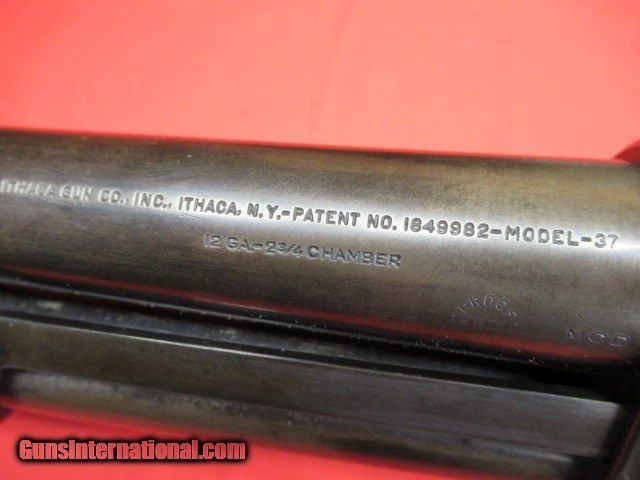 ITHACA GUN CO., INC., ITHACA, N.Y.-PATENT NO. 1849982-MODEL-37
12 GA.-2 3/4 CHAMBER
MOD
GunsInternational.com